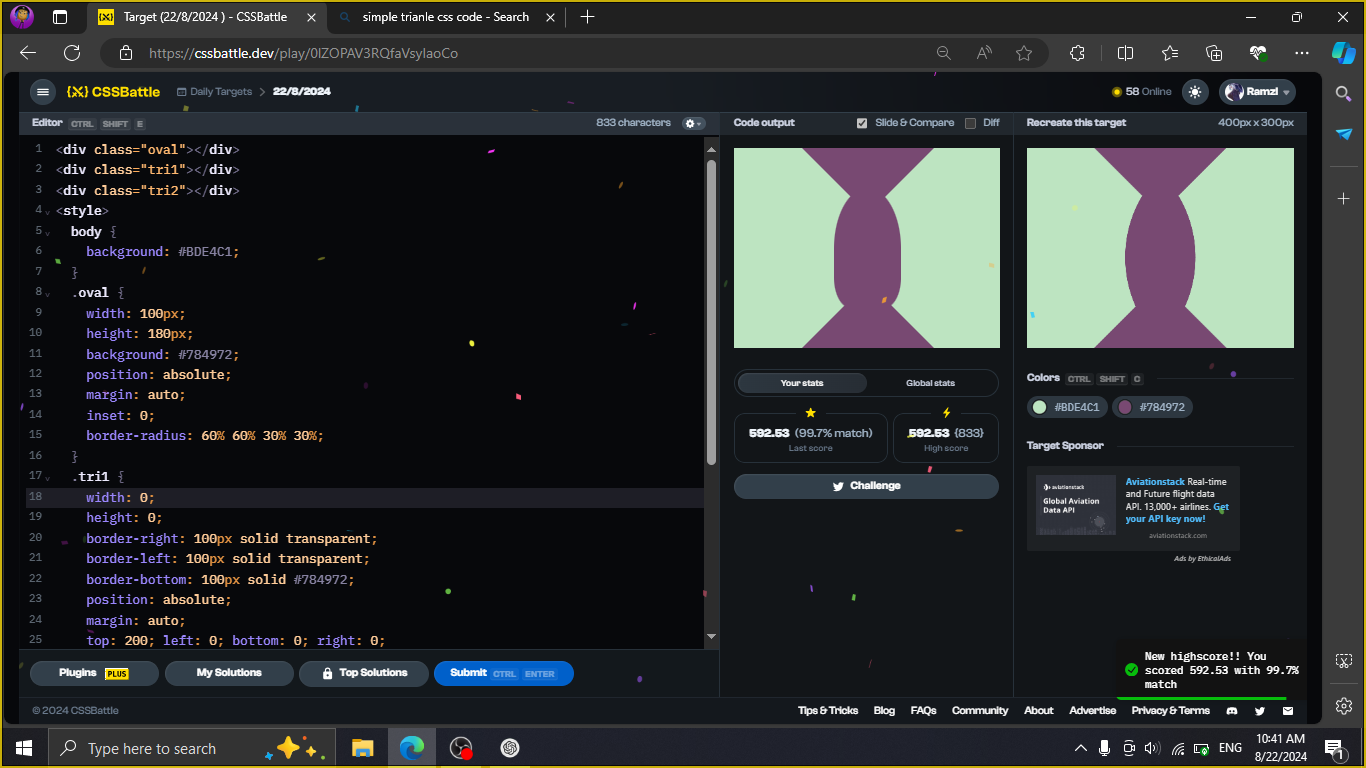 Target (22/8/2024 ) - CSSBattle
simple trianle css code - Search
https://cssbattle.dev/play/0lZOPAV3RQfaVsyIaoCo
{X} CSSBattle
Daily Targets > 22/8/2024
58 Online
Ramzi
Editor CTRL SHIFT E
833 characters
1 <div class="oval"></div>
2 <div class="tri1"></div>
3 <div class="tri2"></div>
4 <style>
5 body {
6 background: #BDE4C1;
7 }
8 .oval {
9 width: 100px;
10 height: 180px;
11 background: #784972;
12 position: absolute;
13 margin: auto;
14 inset: 0;
15 border-radius: 60% 60% 30% 30%;
16 }
17 .tri1 {
18 width: 0;
19 height: 0;
20 border-right: 100px solid transparent;
21 border-left: 100px solid transparent;
22 border-bottom: 100px solid #784972;
23 position: absolute;
24 margin: auto;
25 top: 200; left: 0; bottom: 0; right: 0;
Plugins PLUS
My Solutions
Top Solutions
Submit CTRL ENTER
Code output
Slide & Compare
Diff
Your stats
Global stats
592.53 (99.7% match)
Last score
592.53 {833}
High score
Challenge
Recreate this target
400px x 300px
Colors CTRL SHIFT C
#BDE4C1
#784972
Target Sponsor
aviationstack
Global Aviation
Data API
Aviationstack Real-time
and Future flight data
API. 13,000+ airlines. Get
your API key now!
aviationstack.com
Ads by EthicalAds
New highscore!! You
scored 592.53 with 99.7%
match
© 2024 CSSBattle
Tips & Tricks
Blog
FAQs
Community
About
Advertise
Privacy & Terms
Type here to search
ENG
10:41 AM
8/22/2024
1